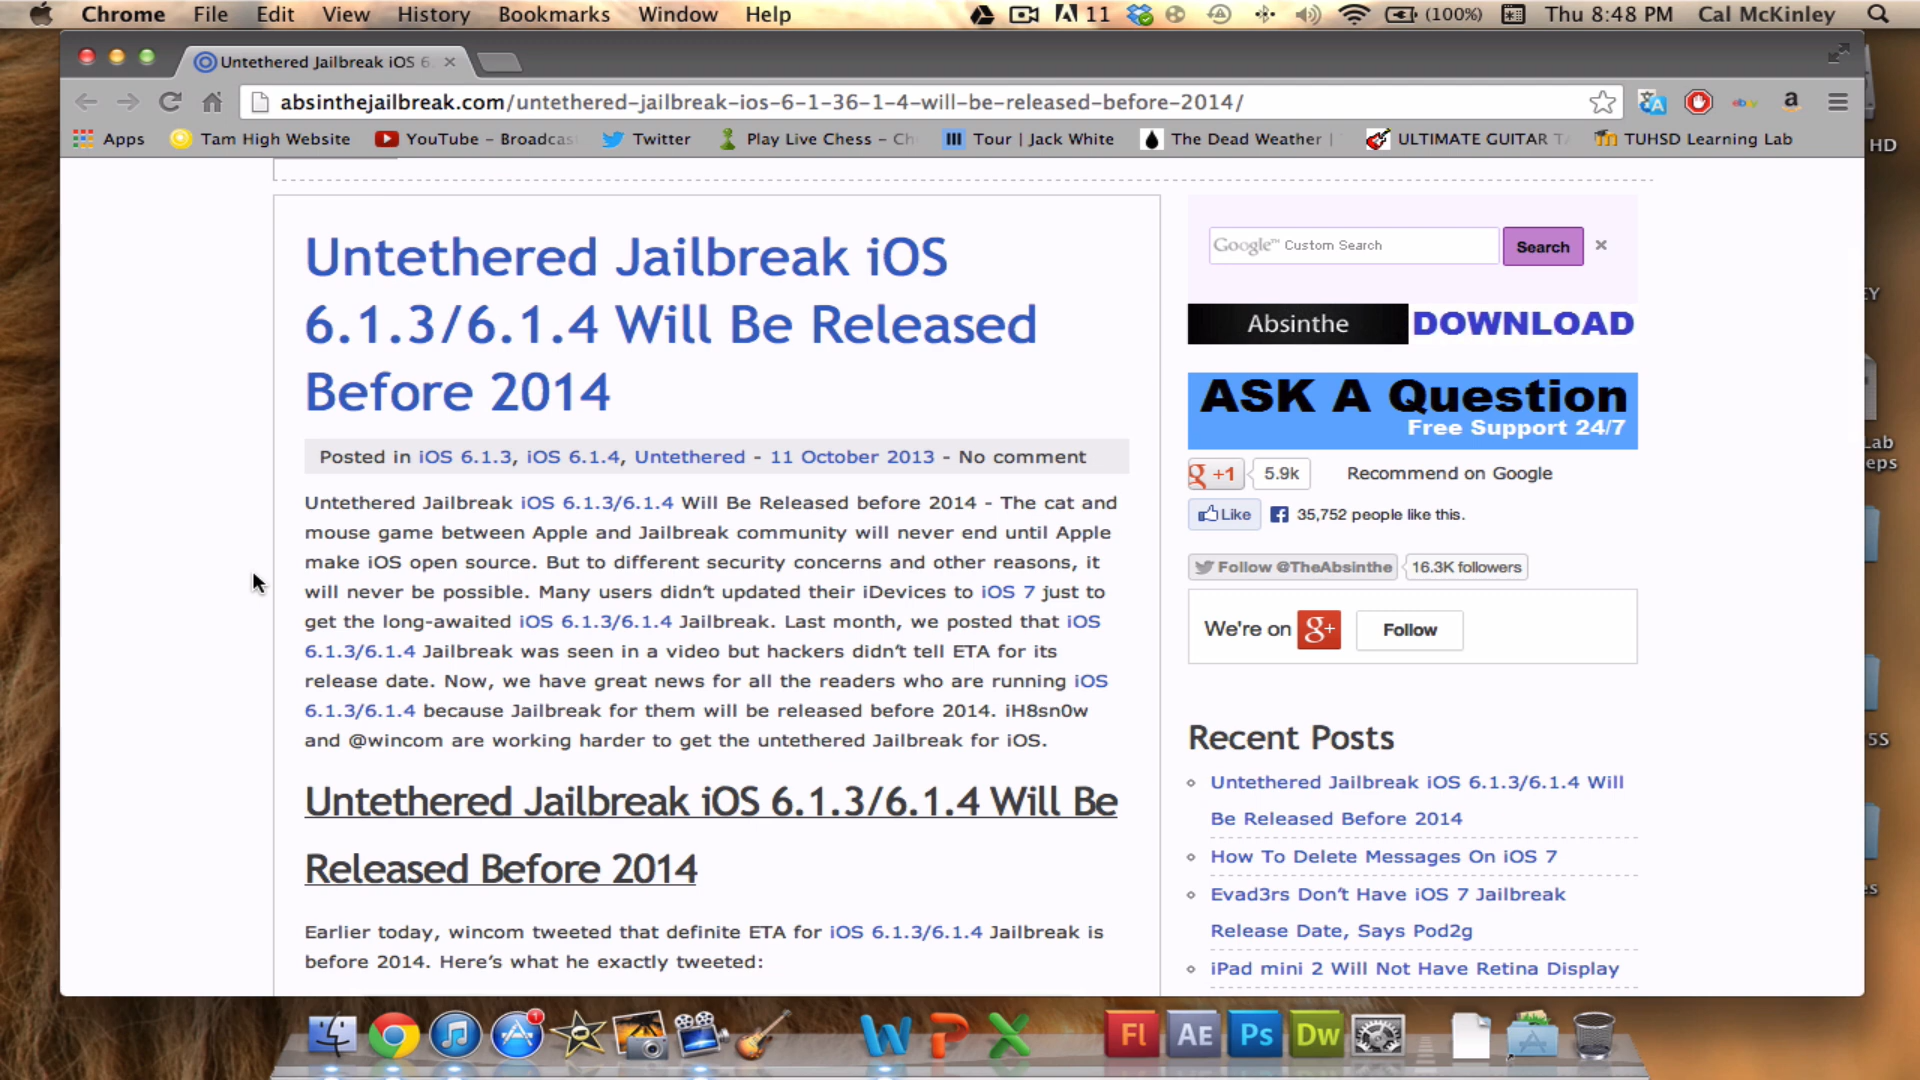 Chrome File Edit View History Bookmarks Window Help 11 (100%) Thu 8:48 PM Cal McKinley
Untethered Jailbreak iOS 6
absinthejailbreak.com/untethered-jailbreak-ios-6-1-36-1-4-will-be-released-before-2014/
Apps Tam High Website YouTube – Broadcas Twitter Play Live Chess – Ch Tour | Jack White The Dead Weather | ULTIMATE GUITAR TUHSD Learning Lab
HD
Untethered Jailbreak iOS
6.1.3/6.1.4 Will Be Released
Before 2014
Posted in iOS 6.1.3, iOS 6.1.4, Untethered - 11 October 2013 - No comment
Untethered Jailbreak iOS 6.1.3/6.1.4 Will Be Released before 2014 - The cat and
mouse game between Apple and Jailbreak community will never end until Apple
make iOS open source. But to different security concerns and other reasons, it
will never be possible. Many users didn't updated their iDevices to iOS 7 just to
get the long-awaited iOS 6.1.3/6.1.4 Jailbreak. Last month, we posted that iOS
6.1.3/6.1.4 Jailbreak was seen in a video but hackers didn't tell ETA for its
release date. Now, we have great news for all the readers who are running iOS
6.1.3/6.1.4 because Jailbreak for them will be released before 2014. iH8sn0w
and @wincom are working harder to get the untethered Jailbreak for iOS.
Untethered Jailbreak iOS 6.1.3/6.1.4 Will Be
Released Before 2014
Earlier today, wincom tweeted that definite ETA for iOS 6.1.3/6.1.4 Jailbreak is
before 2014. Here's what he exactly tweeted:
Google™ Custom Search Search
Absinthe DOWNLOAD
ASK A Question
Free Support 24/7
g +1 5.9k Recommend on Google
Like 35,752 people like this.
Follow @TheAbsinthe 16.3K followers
We're on g+ Follow
Recent Posts
Untethered Jailbreak iOS 6.1.3/6.1.4 Will
Be Released Before 2014
How To Delete Messages On iOS 7
Evad3rs Don't Have iOS 7 Jailbreak
Release Date, Says Pod2g
iPad mini 2 Will Not Have Retina Display
EY
Lab
eps
5S
es
1 W P X Fl AE Ps Dw